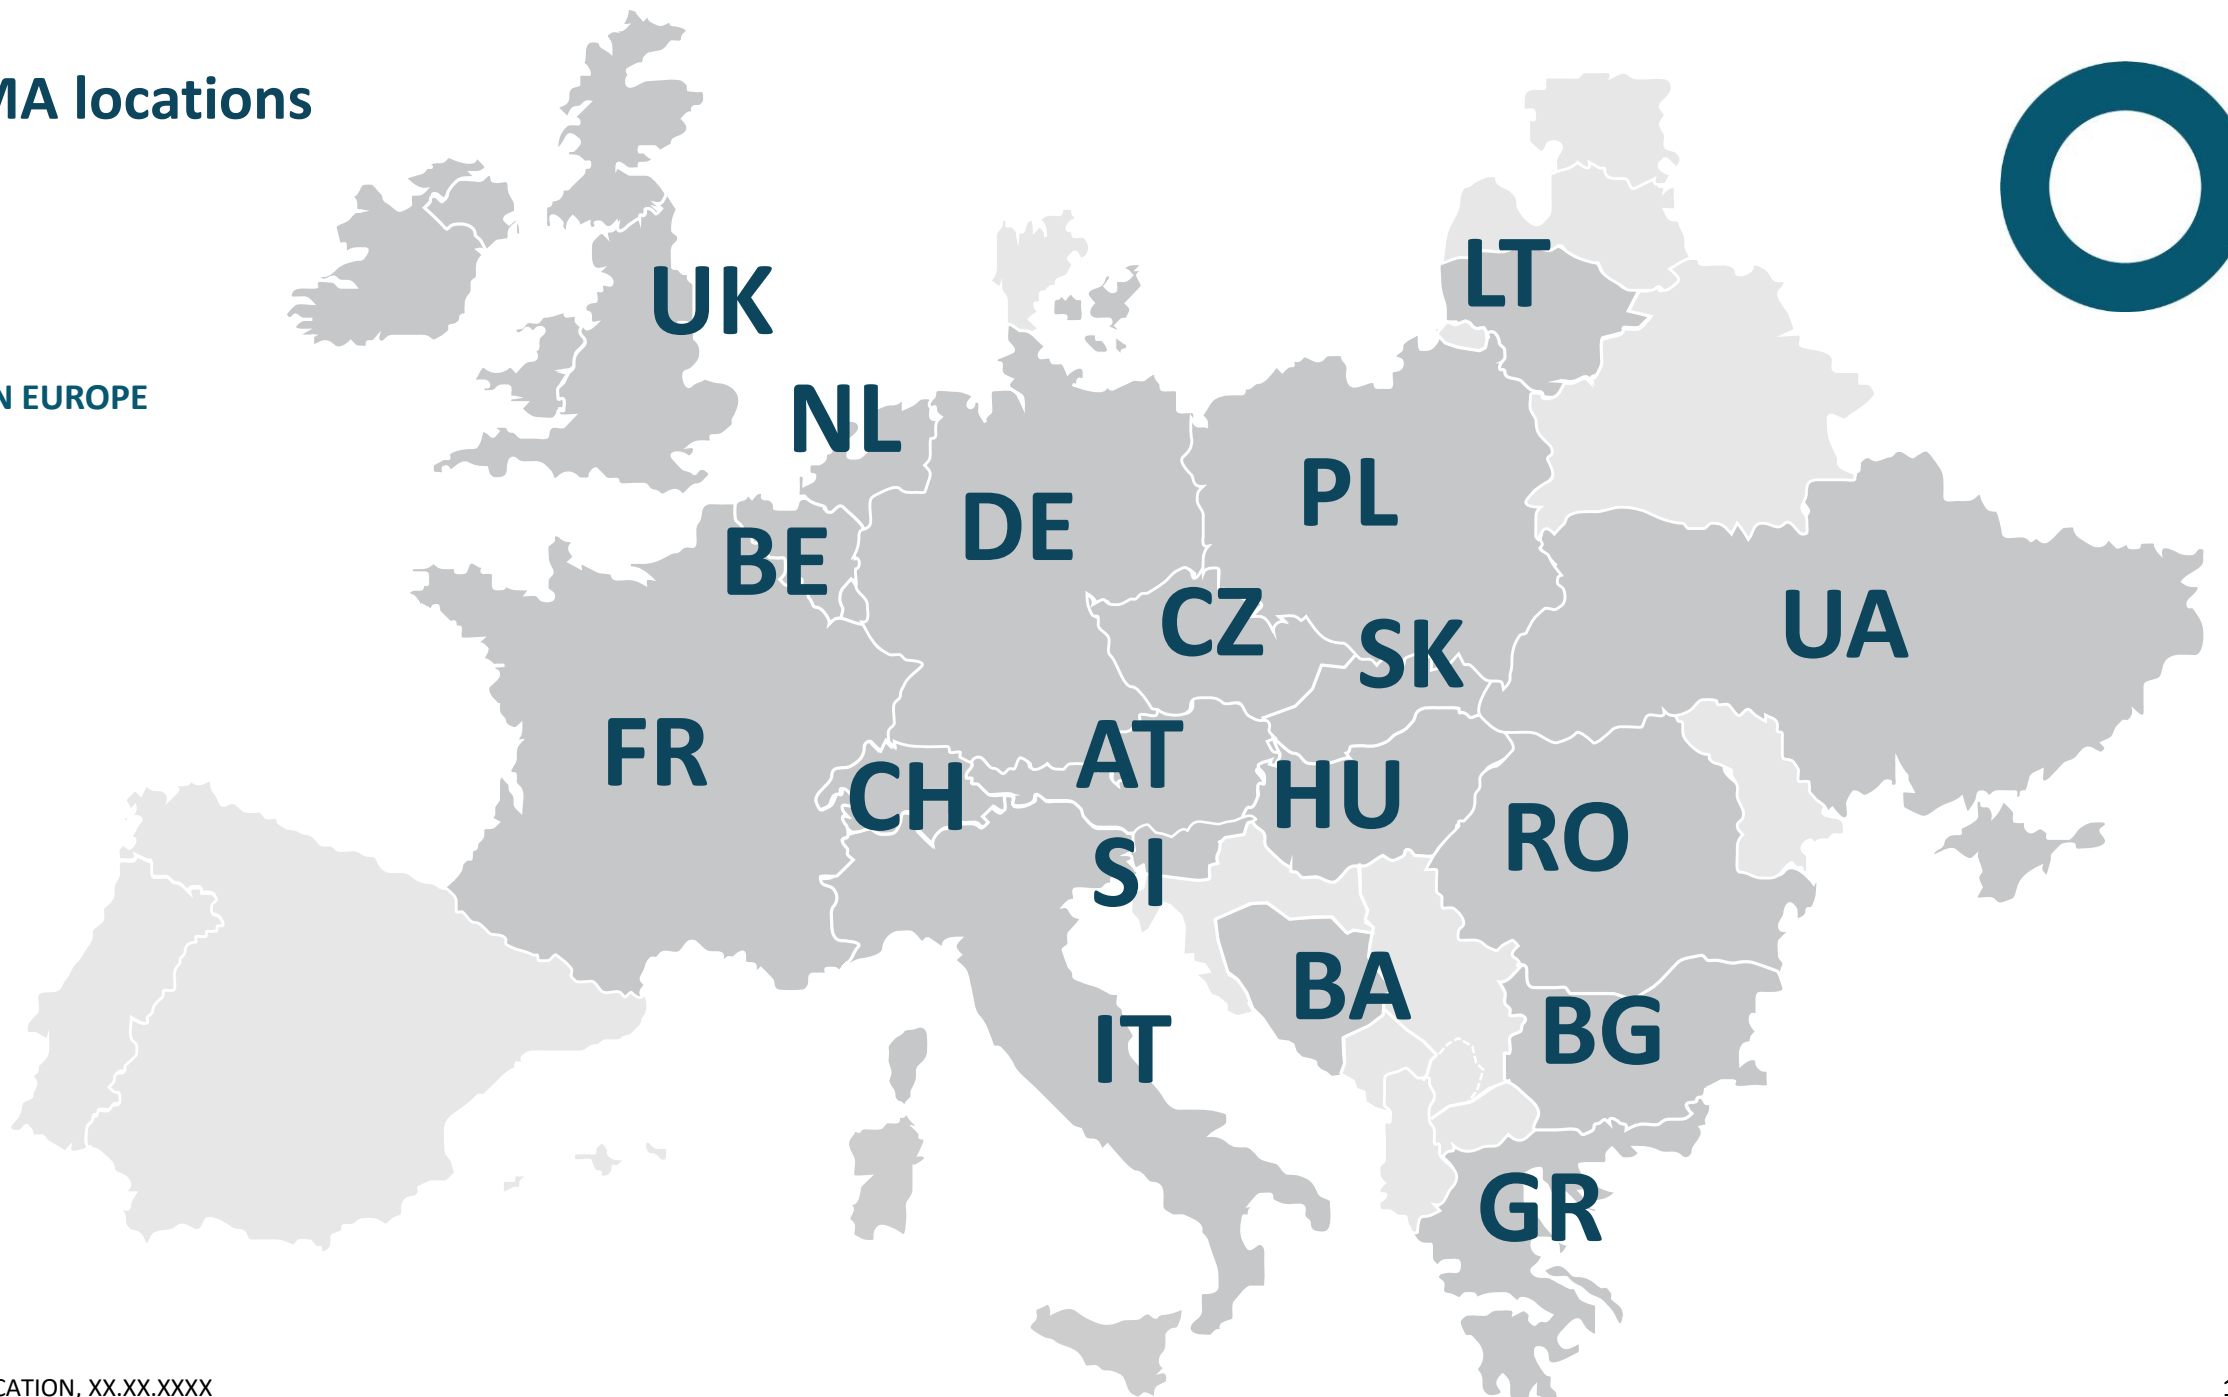 MA locations
LT
UK
N EUROPE
NL
PL
DE
BE
CZ
UA
SK
FR
AT
CH
HU
RO
SI
BA
BG
IT
GR
CATION, XX.XX.XXXX